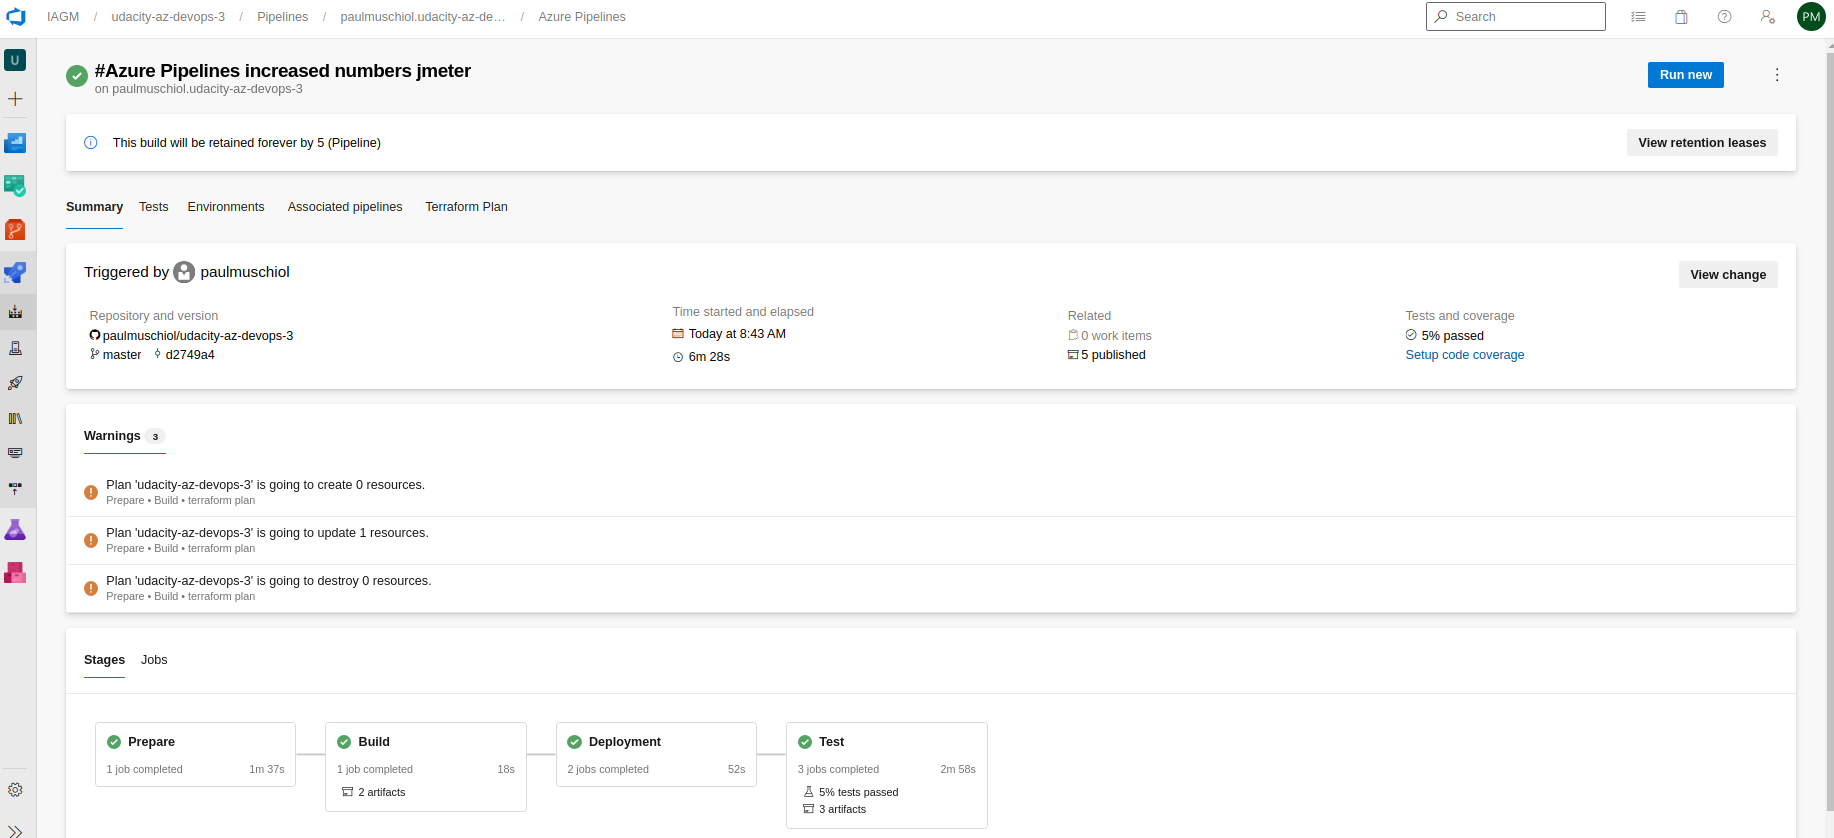 IAGM / udacity-az-devops-3 / Pipelines / paulmuschiol.udacity-az-de... / Azure Pipelines
Search
PM
U
#Azure Pipelines increased numbers jmeter
on paulmuschiol.udacity-az-devops-3
Run new
This build will be retained forever by 5 (Pipeline)
View retention leases
Summary Tests Environments Associated pipelines Terraform Plan
Triggered by paulmuschiol
View change
Repository and version
paulmuschiol/udacity-az-devops-3
master d2749a4
Time started and elapsed
Today at 8:43 AM
6m 28s
Related
0 work items
5 published
Tests and coverage
5% passed
Setup code coverage
Warnings 3
Plan 'udacity-az-devops-3' is going to create 0 resources.
Prepare • Build • terraform plan
Plan 'udacity-az-devops-3' is going to update 1 resources.
Prepare • Build • terraform plan
Plan 'udacity-az-devops-3' is going to destroy 0 resources.
Prepare • Build • terraform plan
Stages Jobs
Prepare
1 job completed 1m 37s
Build
1 job completed 18s
2 artifacts
Deployment
2 jobs completed 52s
Test
3 jobs completed 2m 58s
5% tests passed
3 artifacts